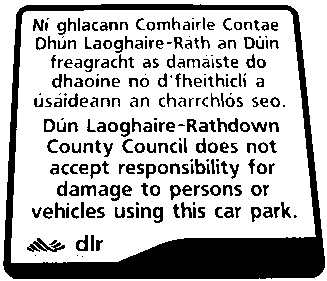 Ní ghlacann Comhairle Contae
Dhún Laoghaire-Ráth an Dúin
freagracht as damáiste do
dhaoine nó d'fheithiclí a
úsáideann an charrchlós seo.
Dún Laoghaire-Rathdown
County Council does not
accept responsibility for
damage to persons or
vehicles using this car park.
dlr